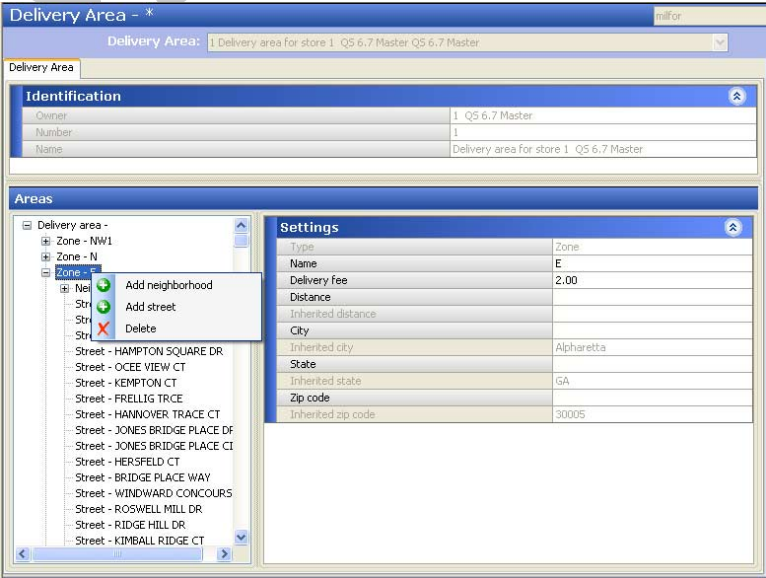 Delivery Area - *
milfor
Delivery Area: 1 Delivery area for store 1 QS 6.7 Master QS 6.7 Master
Delivery Area
Identification
Owner 1 QS 6.7 Master
Number 1
Name Delivery area for store 1 QS 6.7 Master
Areas
Delivery area -
Zone - NW1
Zone - N
Zone - E
Nei
Stre
Stre
Stre
Add neighborhood
Add street
Delete
Street - HAMPTON SQUARE DR
Street - OCEE VIEW CT
Street - KEMPTON CT
Street - FRELLIG TRCE
Street - HANNOVER TRACE CT
Street - JONES BRIDGE PLACE DR
Street - JONES BRIDGE PLACE CI
Street - HERSFELD CT
Street - BRIDGE PLACE WAY
Street - WINDWARD CONCOURS
Street - ROSWELL MILL DR
Street - RIDGE HILL DR
Street - KIMBALL RIDGE CT
Settings
Type Zone
Name E
Delivery fee 2.00
Distance
Inherited distance
City
Inherited city Alpharetta
State
Inherited state GA
Zip code
Inherited zip code 30005